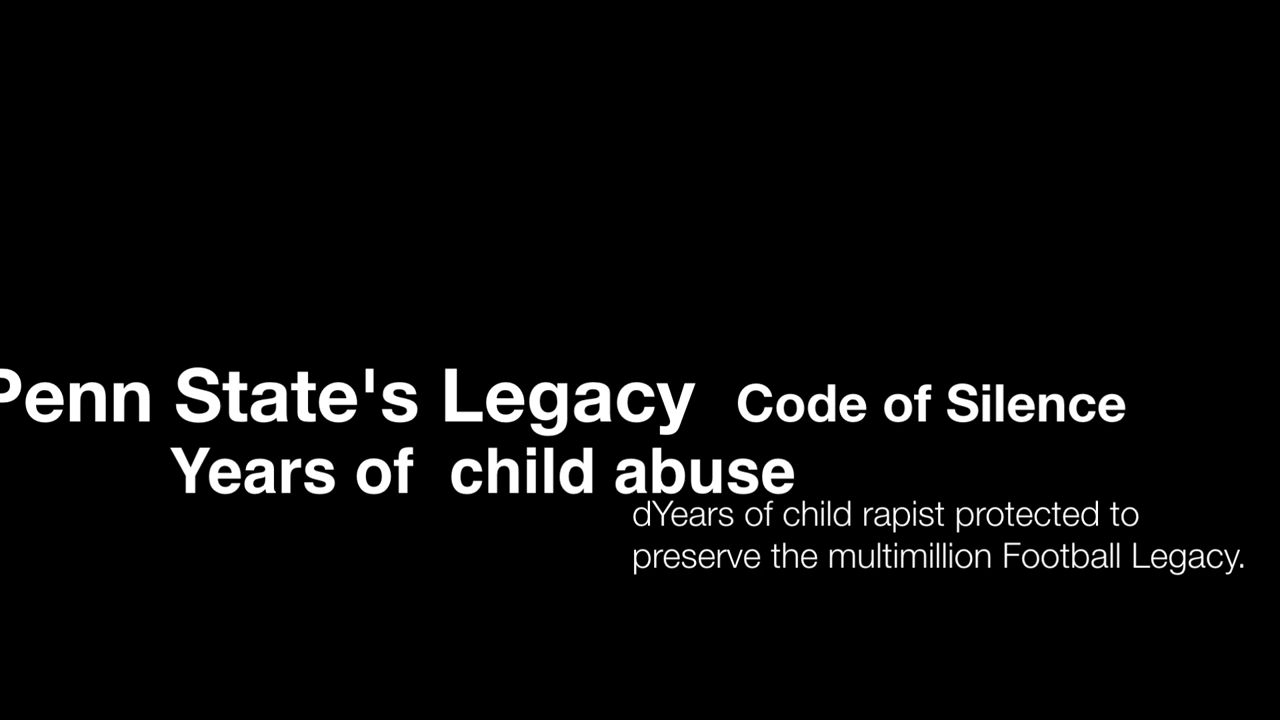 Penn State's Legacy Code of Silence
Years of child abuse
dYears of child rapist protected to
preserve the multimillion Football Legacy.